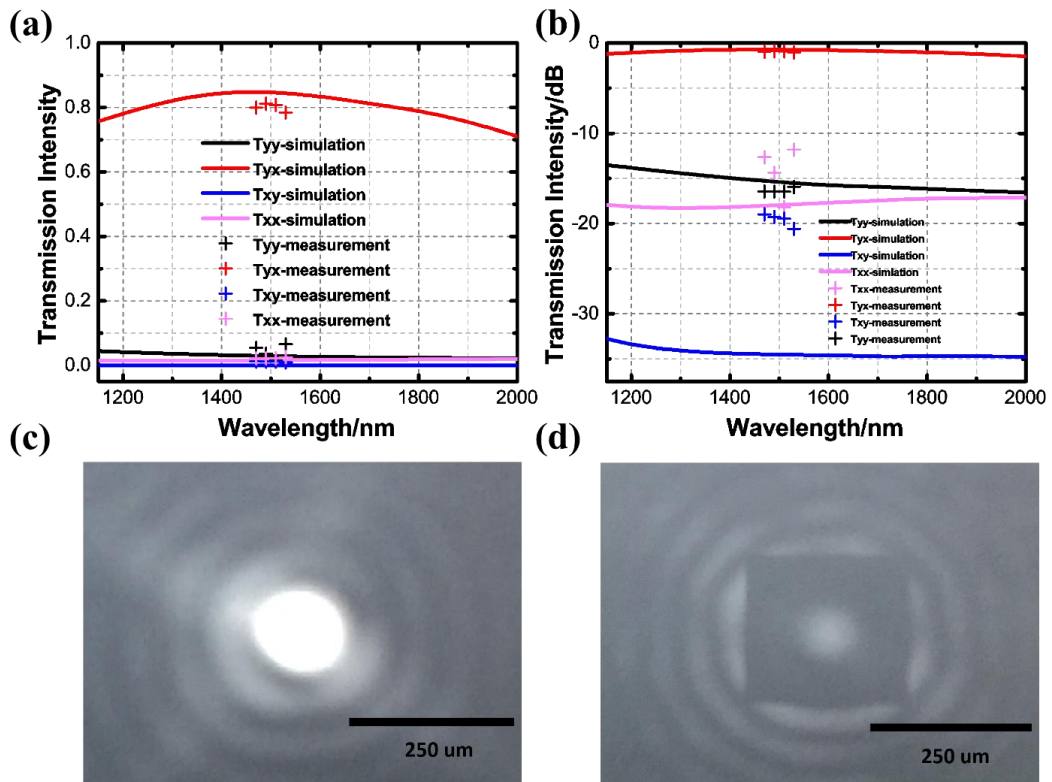 (a)
1.0
0.8
0.6
0.4
0.2
0.0
Transmission Intensity
Tyy-simulation
Tyx-simulation
Txy-simulation
Txx-simulation
Tyy-measurement
Tyx-measurement
Txy-measurement
Txx-measurement
1200 1400 1600 1800 2000
Wavelength/nm
(b)
0
-10
-20
-30
Transmission Intensity/dB
Tyy-simulation
Tyx-simulation
Txy-simulation
Txx-simlation
Txx-measurement
Tyx-measurement
Txy-measurement
Tyy-measurement
1200 1400 1600 1800 2000
Wavelength/nm
(c)
250 um
(d)
250 um